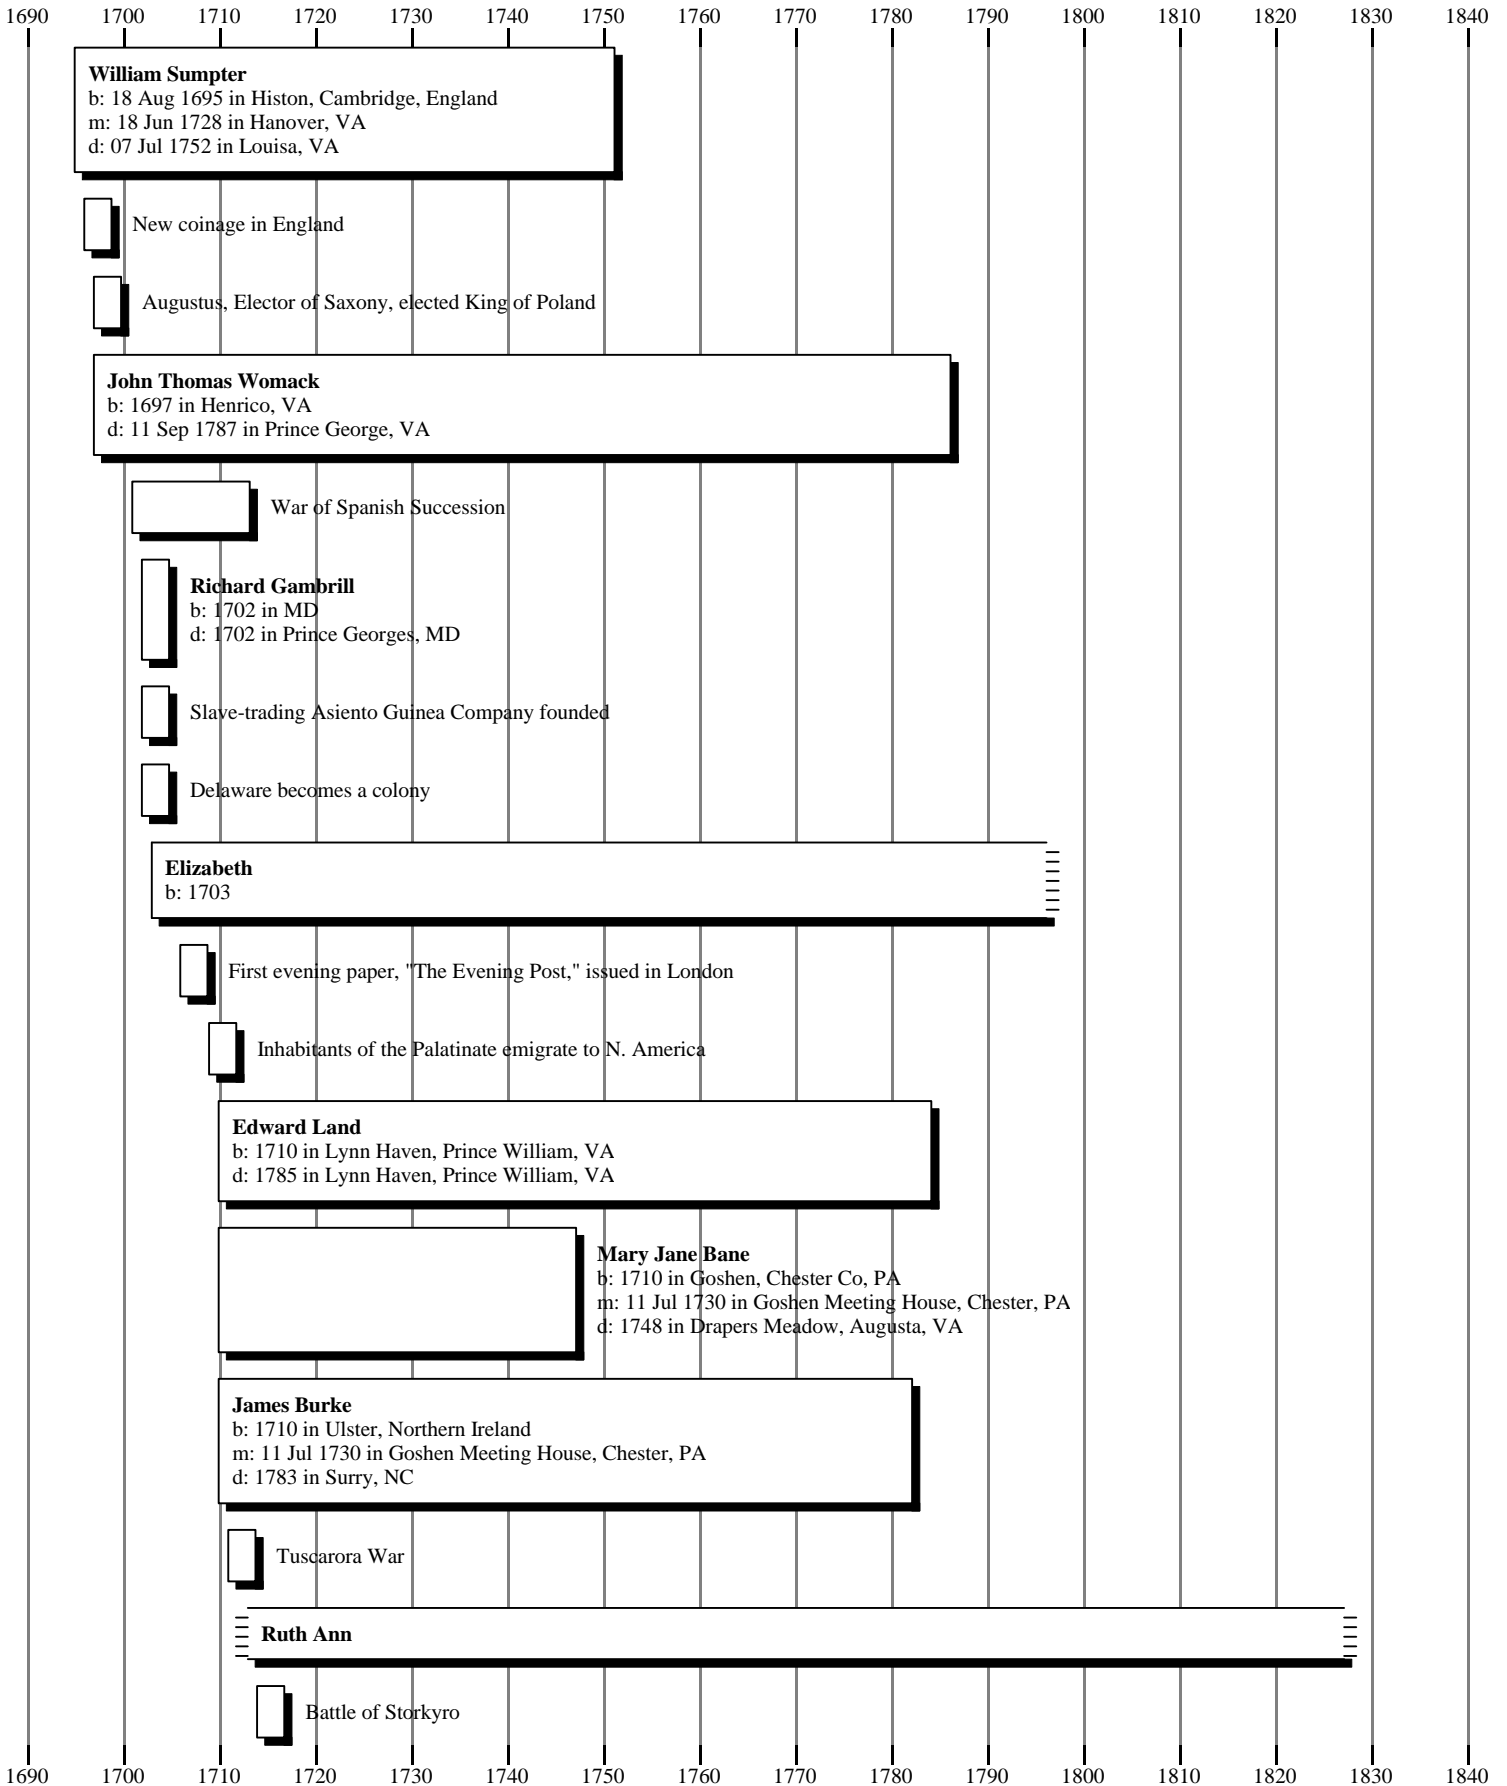 1690 1700 1710 1720 1730 1740 1750 1760 1770 1780 1790 1800 1810 1820 1830 1840
William Sumpter
b: 18 Aug 1695 in Histon, Cambridge, England
m: 18 Jun 1728 in Hanover, VA
d: 07 Jul 1752 in Louisa, VA
New coinage in England
Augustus, Elector of Saxony, elected King of Poland
John Thomas Womack
b: 1697 in Henrico, VA
d: 11 Sep 1787 in Prince George, VA
War of Spanish Succession
Richard Gambrill
b: 1702 in MD
d: 1702 in Prince Georges, MD
Slave-trading Asiento Guinea Company founded
Delaware becomes a colony
Elizabeth
b: 1703
First evening paper, "The Evening Post," issued in London
Inhabitants of the Palatinate emigrate to N. America
Edward Land
b: 1710 in Lynn Haven, Prince William, VA
d: 1785 in Lynn Haven, Prince William, VA
Mary Jane Bane
b: 1710 in Goshen, Chester Co, PA
m: 11 Jul 1730 in Goshen Meeting House, Chester, PA
d: 1748 in Drapers Meadow, Augusta, VA
James Burke
b: 1710 in Ulster, Northern Ireland
m: 11 Jul 1730 in Goshen Meeting House, Chester, PA
d: 1783 in Surry, NC
Tuscarora War
Ruth Ann
Battle of Storkyro
1690 1700 1710 1720 1730 1740 1750 1760 1770 1780 1790 1800 1810 1820 1830 1840